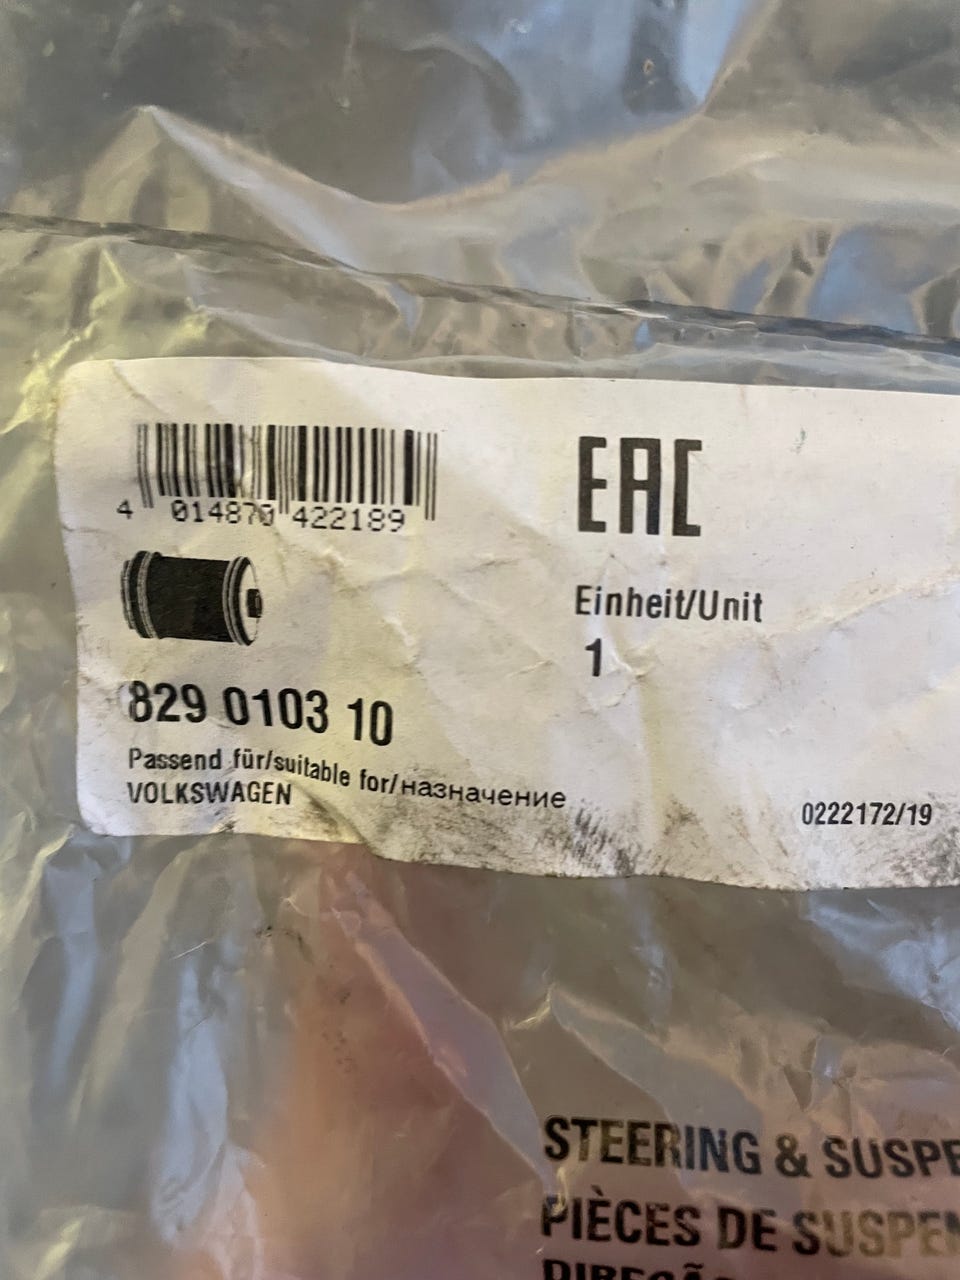 4 014870 422189
EAC
Einheit/Unit
1
829 0103 10
Passend für/suitable for/назначение
VOLKSWAGEN
0222172/19
STEERING & SUSPE
PIÈCES DE SUSPEN
DIREÇÃ